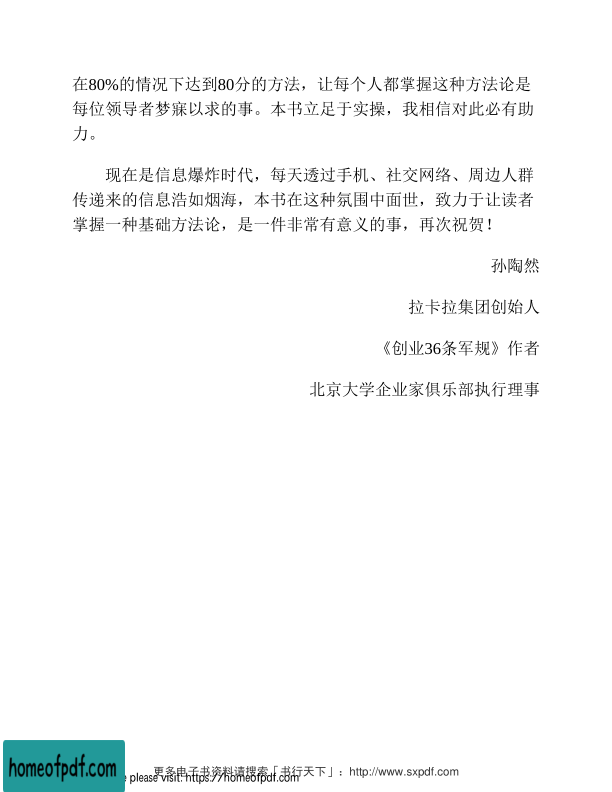 在80%的情况下达到80分的方法，让每个人都掌握这种方法论是
每位领导者梦寐以求的事。本书立足于实操，我相信对此必有助
力。
现在是信息爆炸时代，每天透过手机、社交网络、周边人群
传递来的信息浩如烟海，本书在这种氛围中面世，致力于让读者
掌握一种基础方法论，是一件非常有意义的事，再次祝贺！
孙陶然
拉卡拉集团创始人
《创业36条军规》作者
北京大学企业家俱乐部执行理事
更多电子书资料请搜索「书行天下」：http://www.sxpdf.com
homeofpdf.com
please visit: https://homeofpdf.com